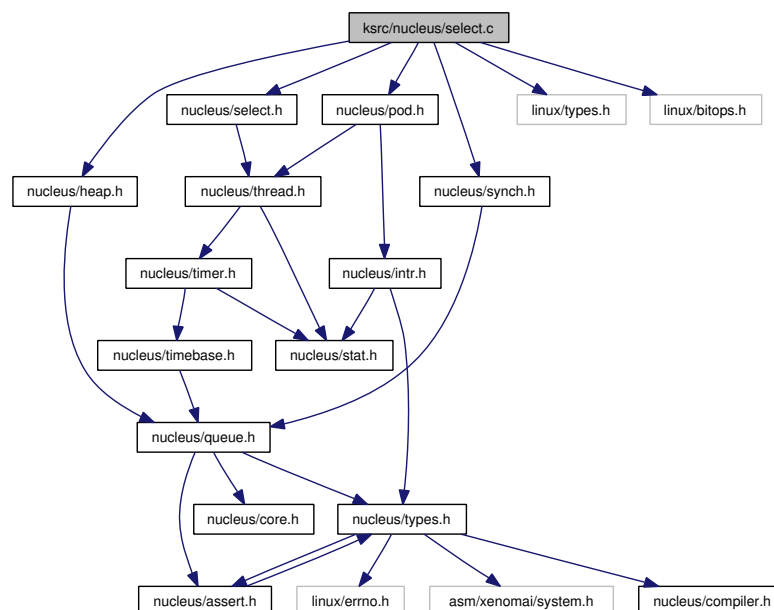 ksrc/nucleus/select.c
nucleus/select.h
nucleus/pod.h
linux/types.h
linux/bitops.h
nucleus/heap.h
nucleus/thread.h
nucleus/synch.h
nucleus/timer.h
nucleus/intr.h
nucleus/timebase.h
nucleus/stat.h
nucleus/queue.h
nucleus/core.h
nucleus/types.h
nucleus/assert.h
linux/errno.h
asm/xenomai/system.h
nucleus/compiler.h